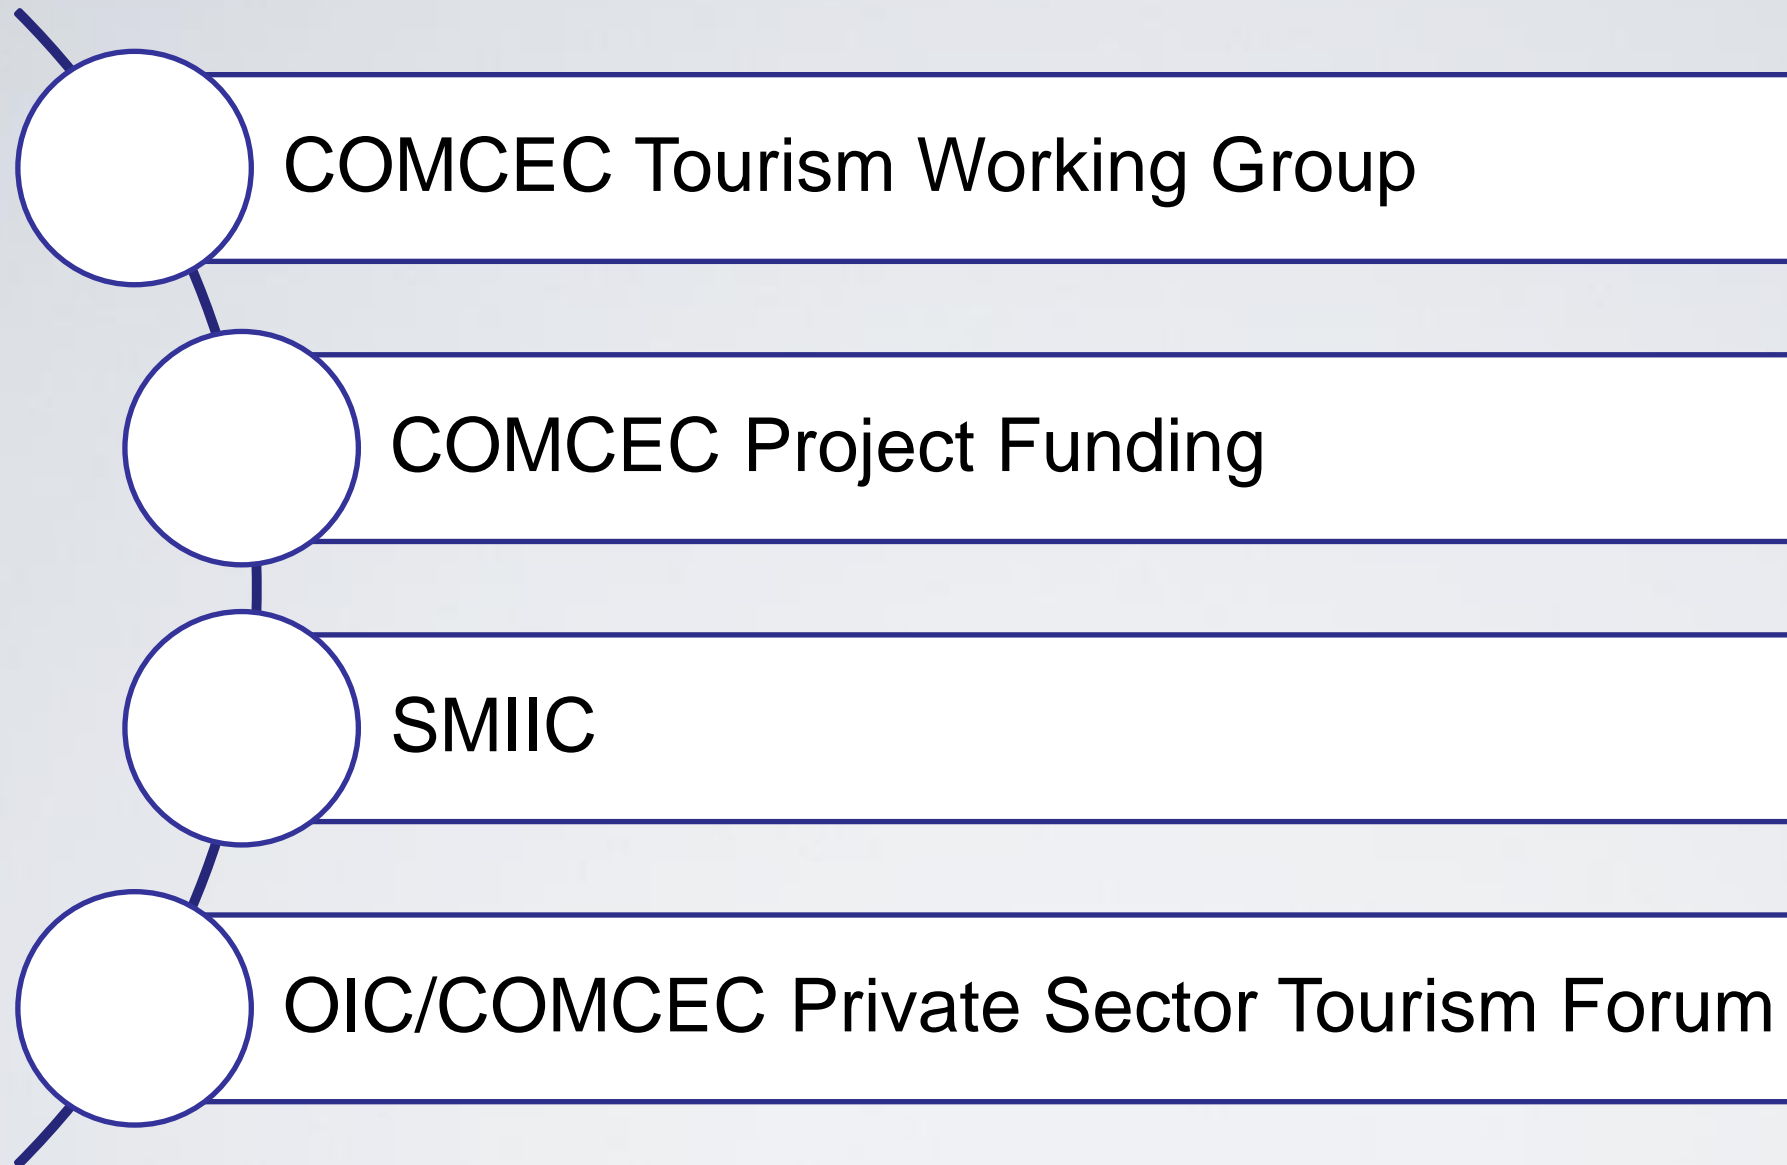 COMCEC Tourism Working Group
COMCEC Project Funding
SMIIC
OIC/COMCEC Private Sector Tourism Forum